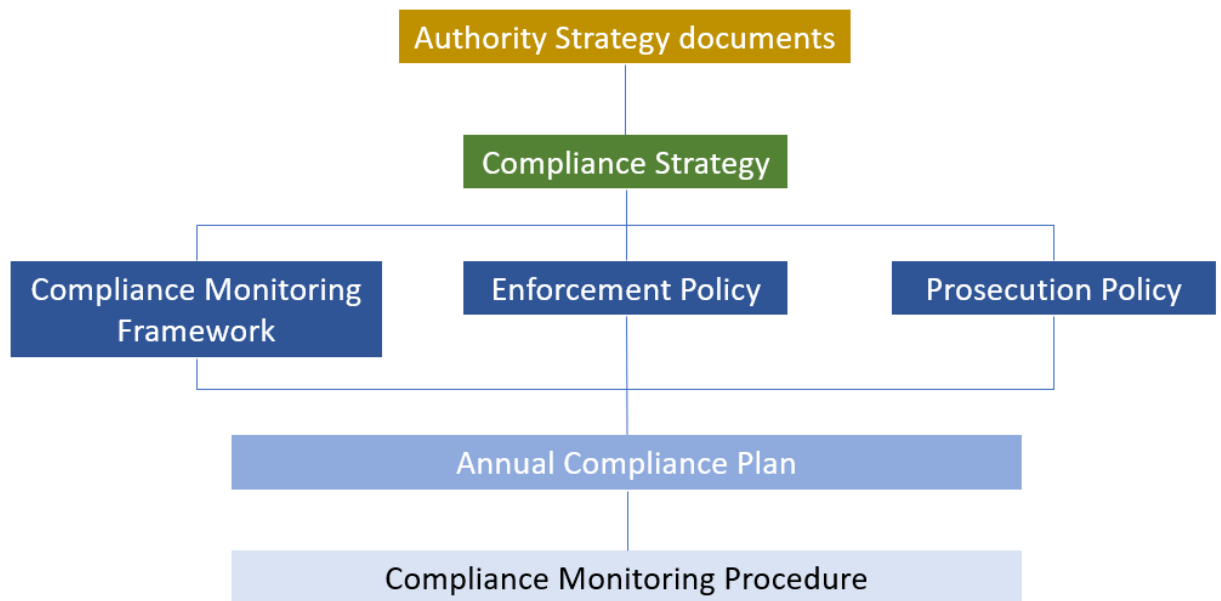 Authority Strategy documents
Compliance Strategy
Compliance Monitoring
Framework
Enforcement Policy
Prosecution Policy
Annual Compliance Plan
Compliance Monitoring Procedure